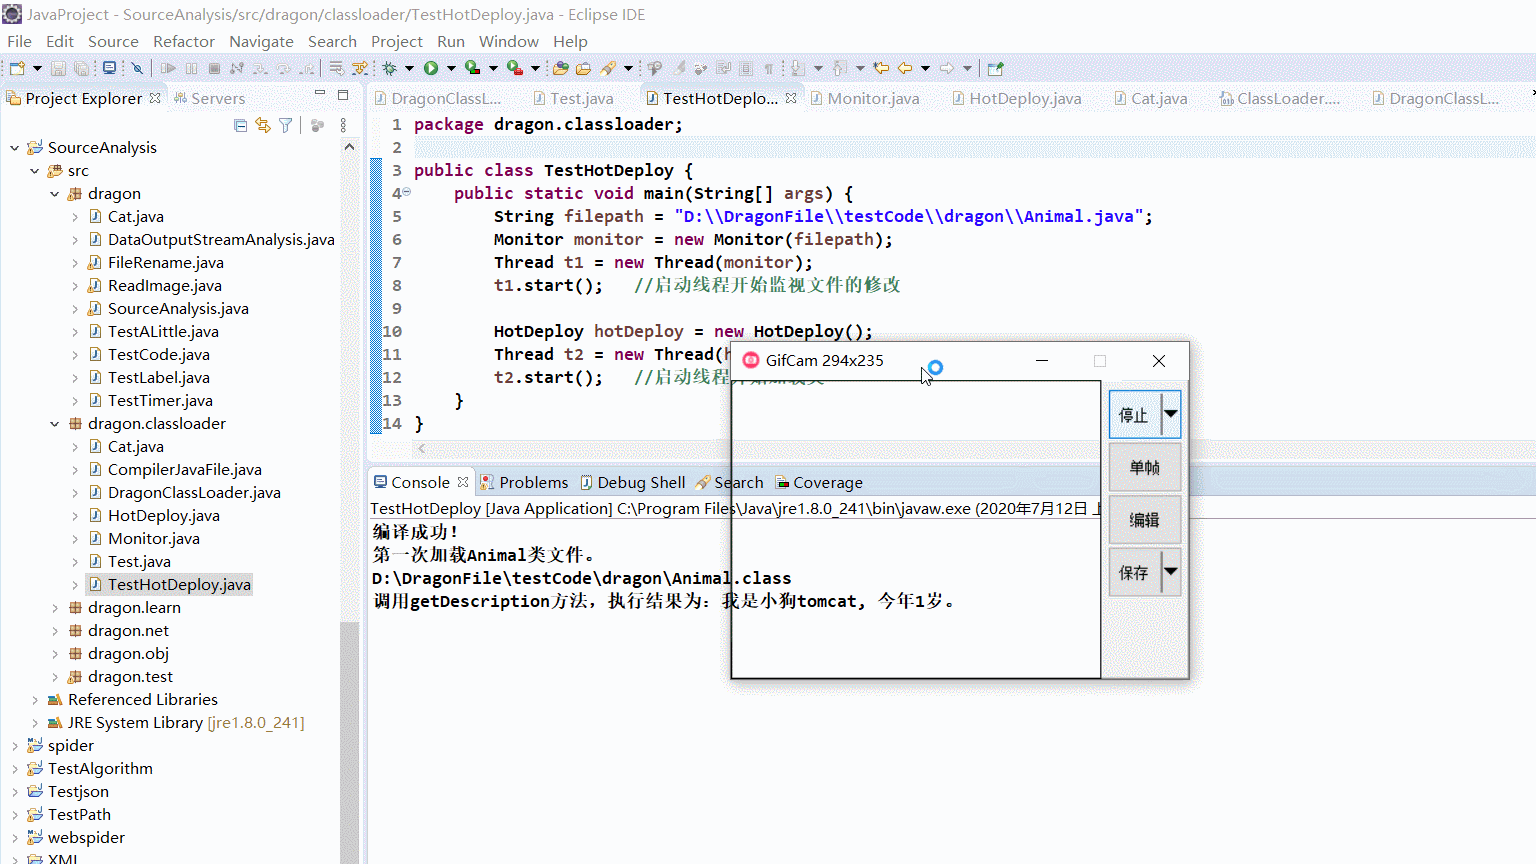 JavaProject - SourceAnalysis/src/dragon/classloader/TestHotDeploy.java - Eclipse IDE
File Edit Source Refactor Navigate Search Project Run Window Help
Project Explorer Servers
SourceAnalysis
src
dragon
Cat.java
DataOutputStreamAnalysis.java
FileRename.java
ReadImage.java
SourceAnalysis.java
TestALittle.java
TestCode.java
TestLabel.java
TestTimer.java
dragon.classloader
Cat.java
CompilerJavaFile.java
DragonClassLoader.java
HotDeploy.java
Monitor.java
Test.java
TestHotDeploy.java
dragon.learn
dragon.net
dragon.obj
dragon.test
Referenced Libraries
JRE System Library [jre1.8.0_241]
spider
TestAlgorithm
Testjson
TestPath
webspider
XML
DragonClassL... Test.java TestHotDeplo... Monitor.java HotDeploy.java Cat.java ClassLoader.... DragonClassL...
1 package dragon.classloader;
2
3 public class TestHotDeploy {
4 public static void main(String[] args) {
5 String filepath = "D:\\DragonFile\\testCode\\dragon\\Animal.java";
6 Monitor monitor = new Monitor(filepath);
7 Thread t1 = new Thread(monitor);
8 t1.start(); //启动线程开始监视文件的修改
9
10 HotDeploy hotDeploy = new HotDeploy();
11 Thread t2 = new Thread(
12 t2.start(); //启动线程
13 }
14 }
Console Problems Debug Shell Search Coverage
TestHotDeploy [Java Application] C:\Program Files\Java\jre1.8.0_241\bin\javaw.exe (2020年7月12日 上
编译成功！
第一次加载Animal类文件。
D:\DragonFile\testCode\dragon\Animal.class
调用getDescription方法，执行结果为：我是小狗tomcat, 今年1岁。
GifCam 294x235
停止
单帧
编辑
保存